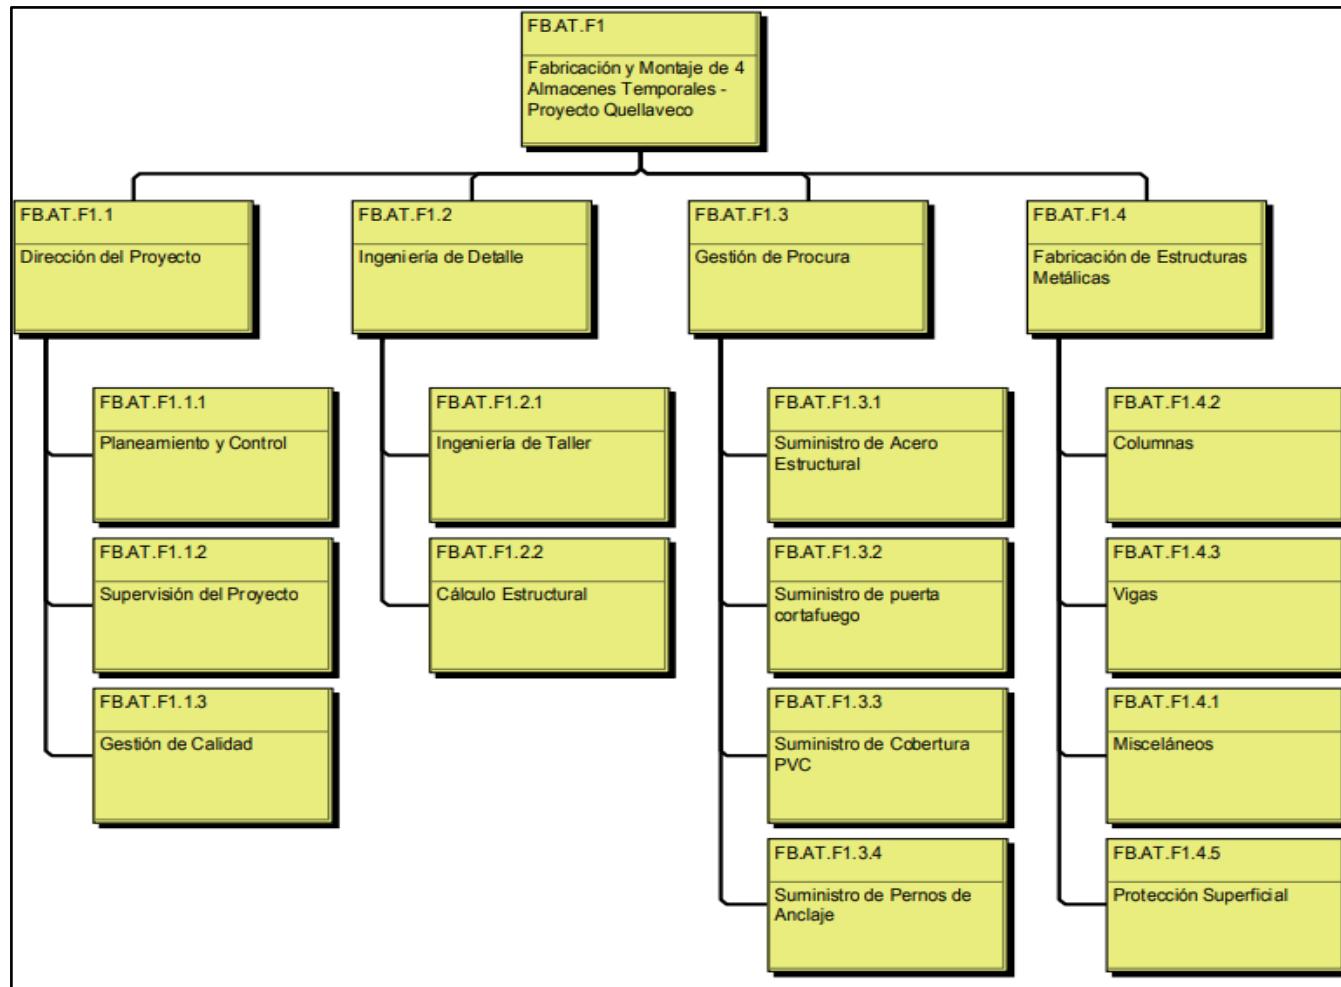 FB.AT.F1
Fabricación y Montaje de 4
Almacenes Temporales -
Proyecto Quellaveco
FB.AT.F1.1
Dirección del Proyecto
FB.AT.F1.2
Ingeniería de Detalle
FB.AT.F1.3
Gestión de Procura
FB.AT.F1.4
Fabricación de Estructuras
Metálicas
FB.AT.F1.1.1
Planeamiento y Control
FB.AT.F1.1.2
Supervisión del Proyecto
FB.AT.F1.1.3
Gestión de Calidad
FB.AT.F1.2.1
Ingeniería de Taller
FB.AT.F1.2.2
Cálculo Estructural
FB.AT.F1.3.1
Suministro de Acero
Estructural
FB.AT.F1.3.2
Suministro de puerta
cortafuego
FB.AT.F1.3.3
Suministro de Cobertura
PVC
FB.AT.F1.3.4
Suministro de Pernos de
Anclaje
FB.AT.F1.4.2
Columnas
FB.AT.F1.4.3
Vigas
FB.AT.F1.4.1
Misceláneos
FB.AT.F1.4.5
Protección Superficial